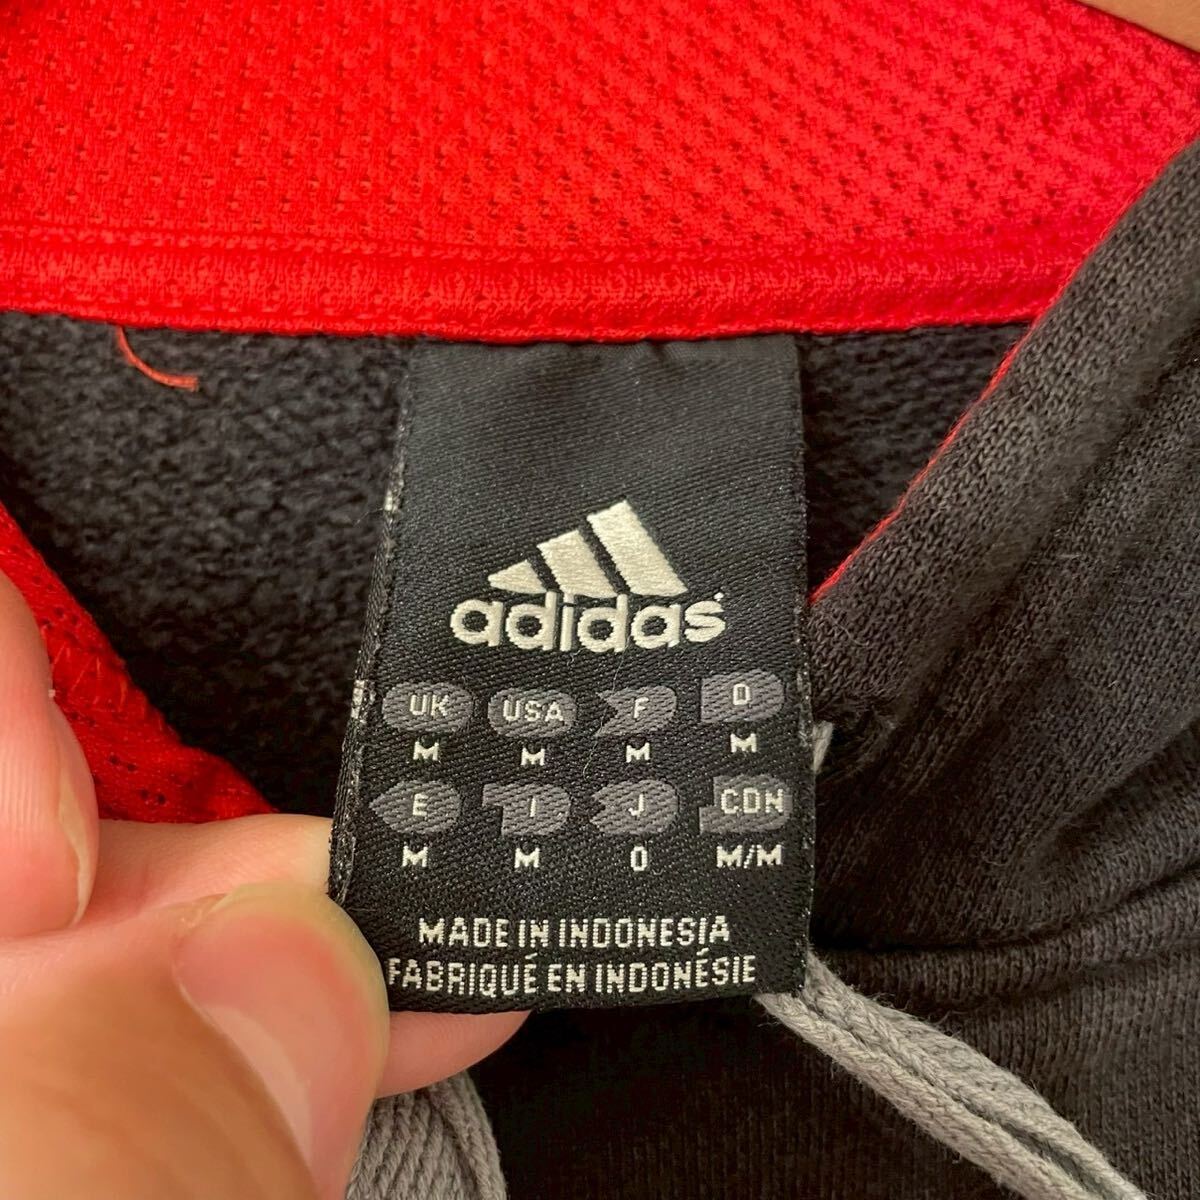 adidas
UK USA F D
M M M M
E I J CDN
M M O M/M
MADE IN INDONESIA
FABRIQUÉ EN INDONÉSIE